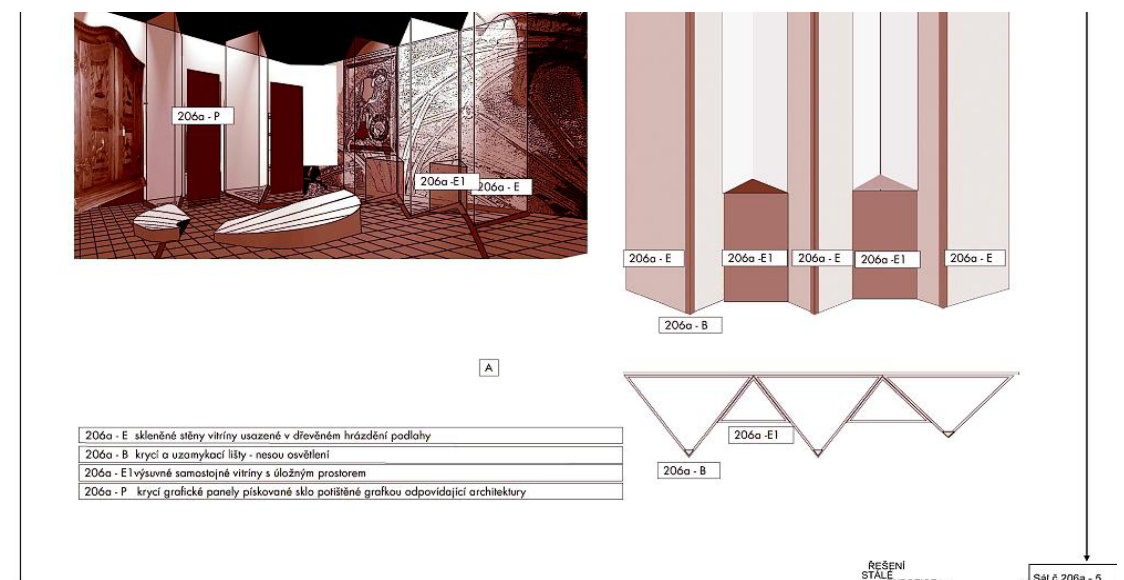 206a - P
206a -E1
206a - E
206a - E
206a -E1
206a - E
206a -E1
206a - E
206a - B
A
206a -E1
206a - B
206a - E skleněné stěny vitríny usazené v dřevěném hrázdění podlahy
206a - B krycí a uzamykací lišty - nesou osvětlení
206a - E1výsuvné samostojné vitríny s úložným prostorem
206a - P krycí grafické panely pískované sklo potištěné grafkou odpovídající architektury
ŘEŠENÍ
STÁLÉ
Sál č.206a - 5